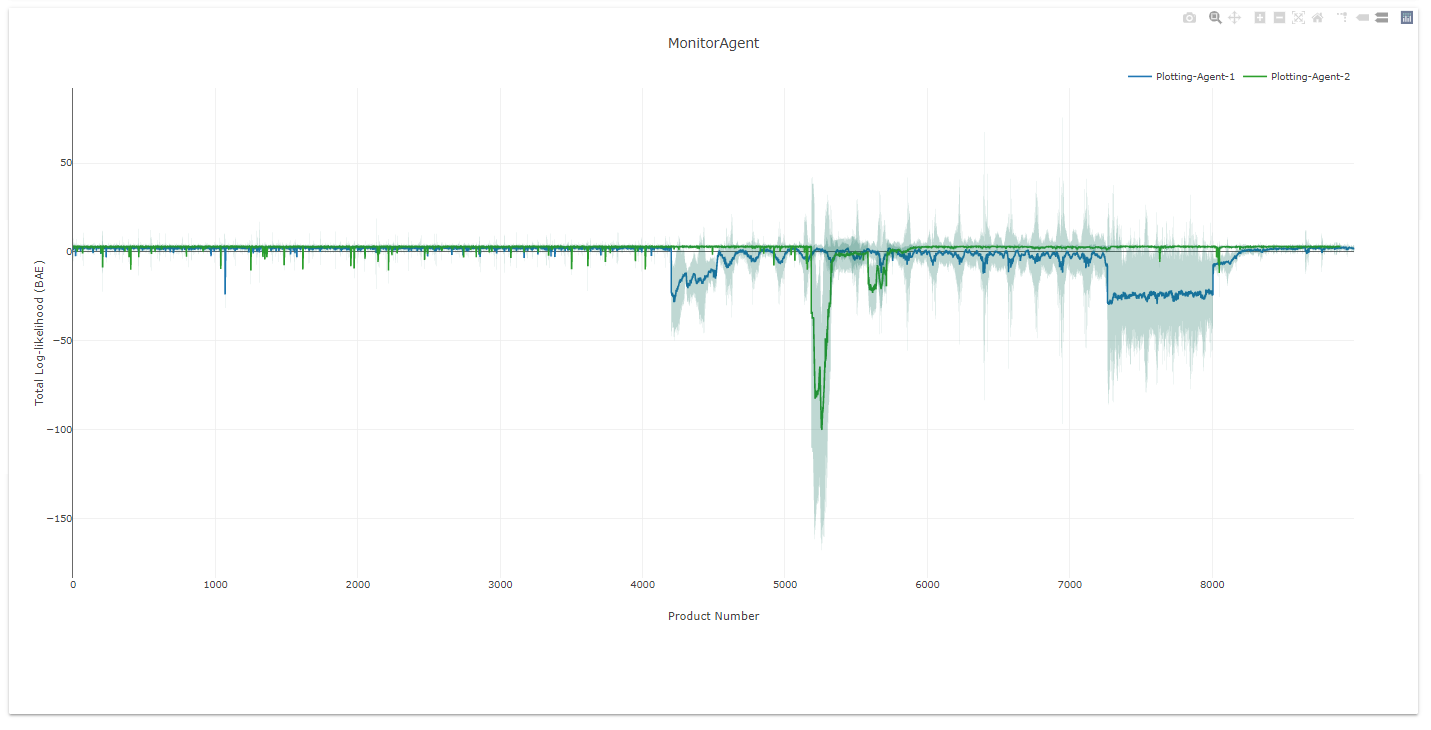 MonitorAgent
Plotting-Agent-1 Plotting-Agent-2
50
0
−50
−100
−150
Total Log-likelihood (BAE)
0 1000 2000 3000 4000 5000 6000 7000 8000
Product Number